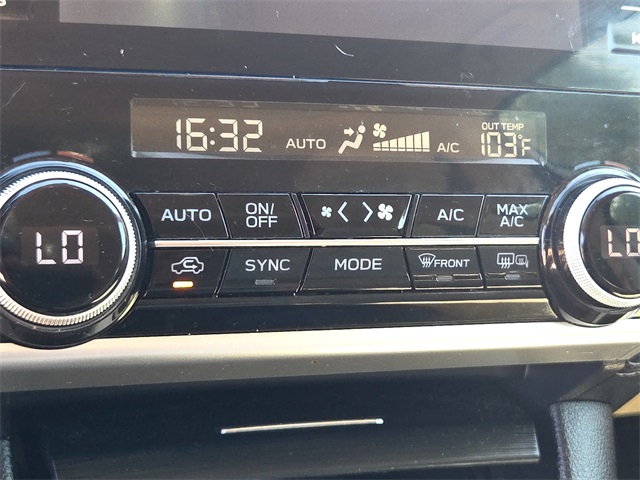 16:32 AUTO A/C OUT TEMP 103°F
AUTO ON/OFF A/C MAX A/C
LO LO
SYNC MODE FRONT